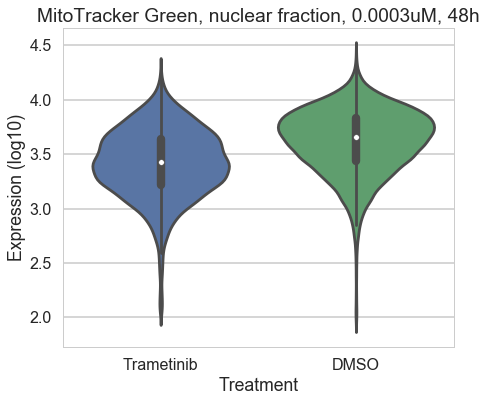 MitoTracker Green, nuclear fraction, 0.0003uM, 48h
4.5
4.0
3.5
3.0
2.5
2.0
Expression (log10)
Trametinib DMSO
Treatment